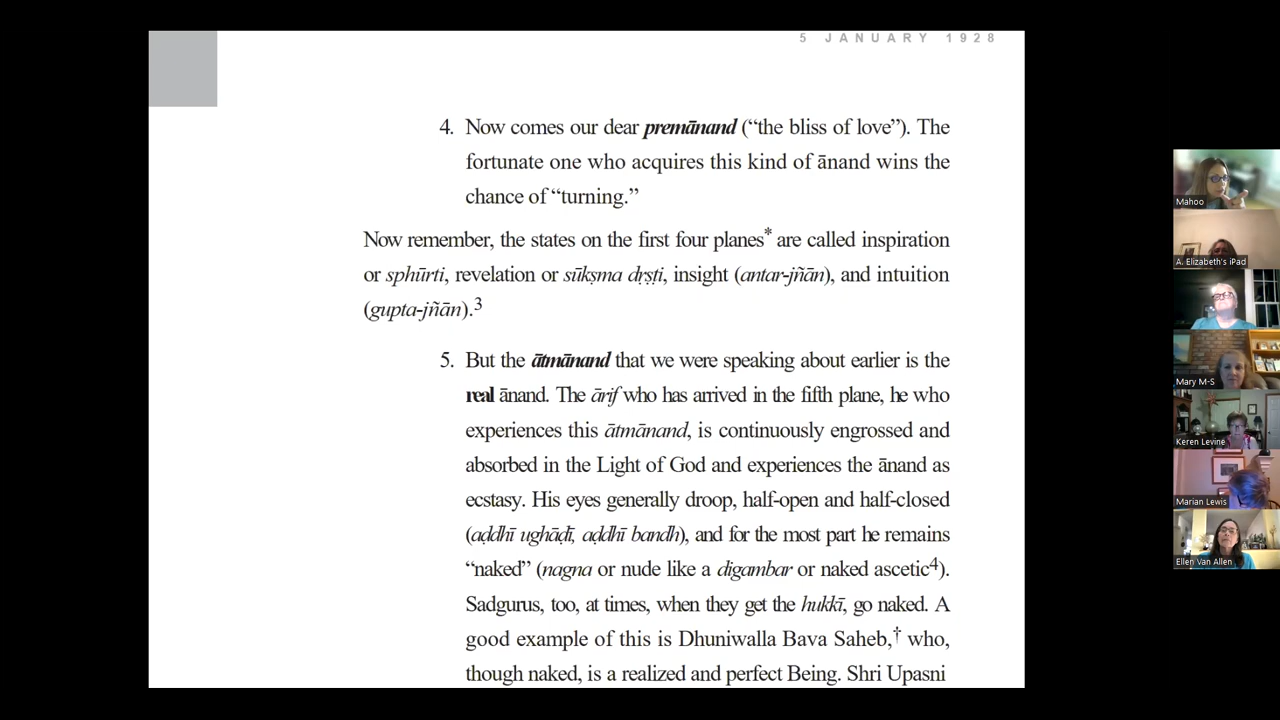 5 JANUARY 1928
4. Now comes our dear premānand (“the bliss of love”). The
fortunate one who acquires this kind of ānand wins the
chance of “turning.”
Now remember, the states on the first four planes* are called inspiration
or sphūrti, revelation or sūkṣma dṛṣṭi, insight (antar-jñān), and intuition
(gupta-jñān).3
5. But the ātmānand that we were speaking about earlier is the
real ānand. The ārif who has arrived in the fifth plane, he who
experiences this ātmānand, is continuously engrossed and
absorbed in the Light of God and experiences the ānand as
ecstasy. His eyes generally droop, half-open and half-closed
(aḍdhī ughāḍī, aḍdhī bandh), and for the most part he remains
“naked” (nagna or nude like a digambar or naked ascetic4).
Sadgurus, too, at times, when they get the hukkī, go naked. A
good example of this is Dhuniwalla Bava Saheb,† who,
though naked, is a realized and perfect Being. Shri Upasni
Mahoo
A. Elizabeth's iPad
Mary M-S
Keren Levine
Marian Lewis
Ellen Van Allen